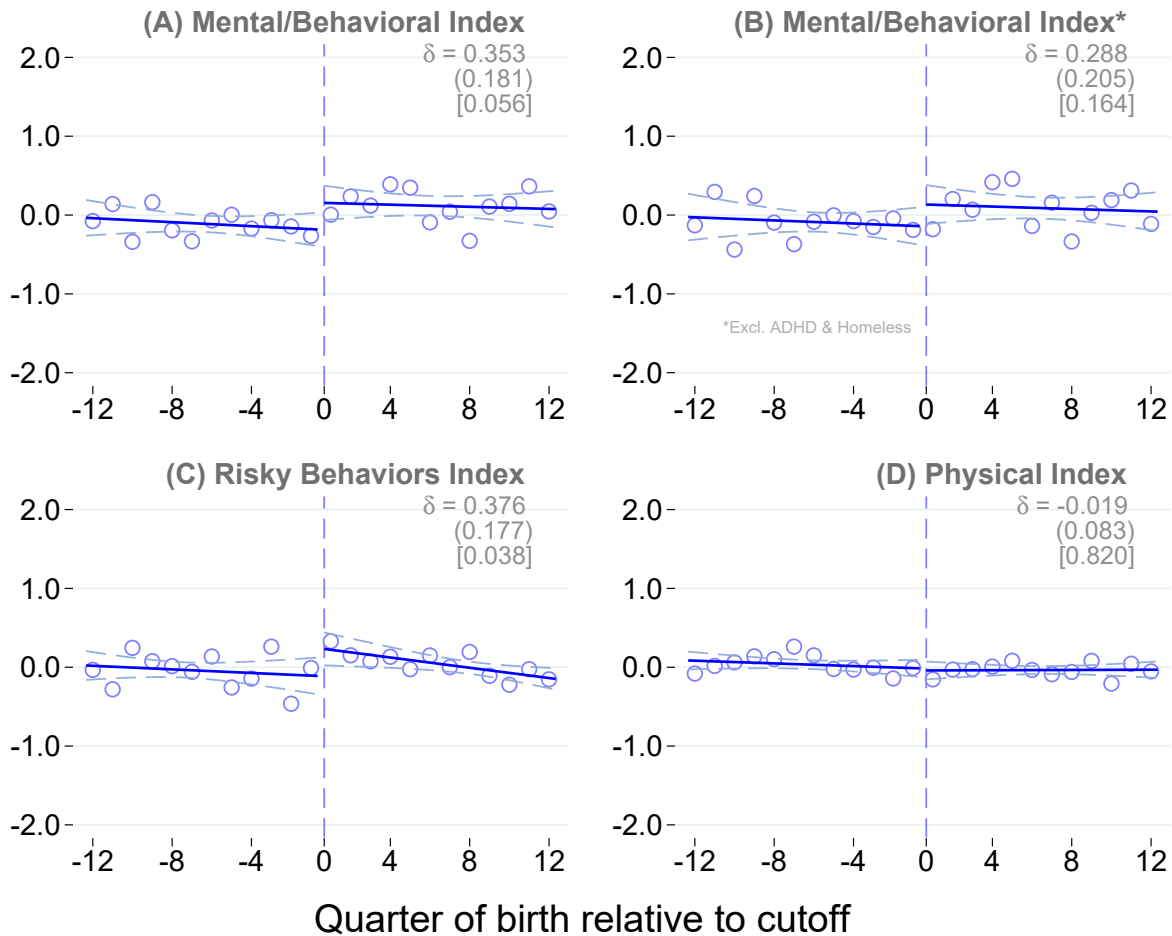 (A) Mental/Behavioral Index
δ = 0.353
(0.181)
[0.056]
2.0
1.0
0.0
-1.0
-2.0
-12 -8 -4 0 4 8 12
(B) Mental/Behavioral Index*
δ = 0.288
(0.205)
[0.164]
2.0
1.0
0.0
-1.0
*Excl. ADHD & Homeless
-2.0
-12 -8 -4 0 4 8 12
(C) Risky Behaviors Index
δ = 0.376
(0.177)
[0.038]
2.0
1.0
0.0
-1.0
-2.0
-12 -8 -4 0 4 8 12
(D) Physical Index
δ = -0.019
(0.083)
[0.820]
2.0
1.0
0.0
-1.0
-2.0
-12 -8 -4 0 4 8 12
Quarter of birth relative to cutoff